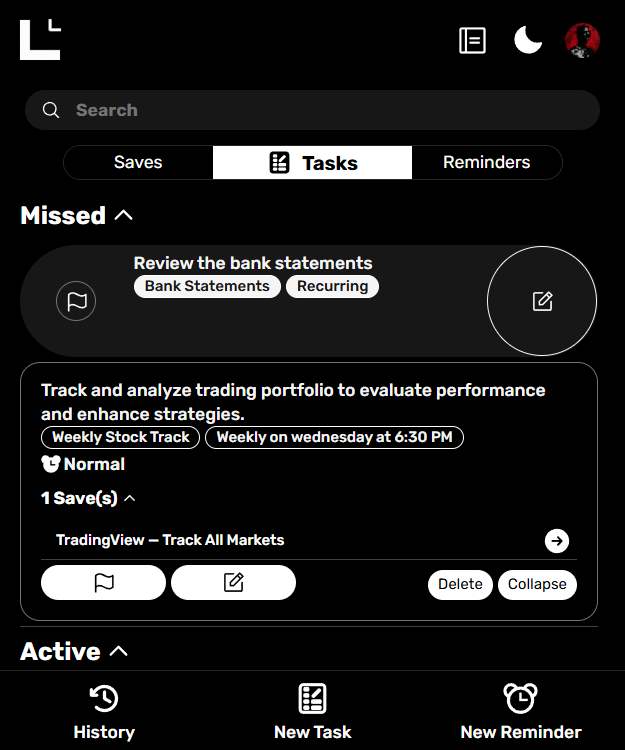 Search
Saves
Tasks
Reminders
Missed
Review the bank statements
Bank Statements
Recurring
Track and analyze trading portfolio to evaluate performance
and enhance strategies.
Weekly Stock Track
Weekly on wednesday at 6:30 PM
Normal
1 Save(s)
TradingView — Track All Markets
Delete
Collapse
Active
History
New Task
New Reminder